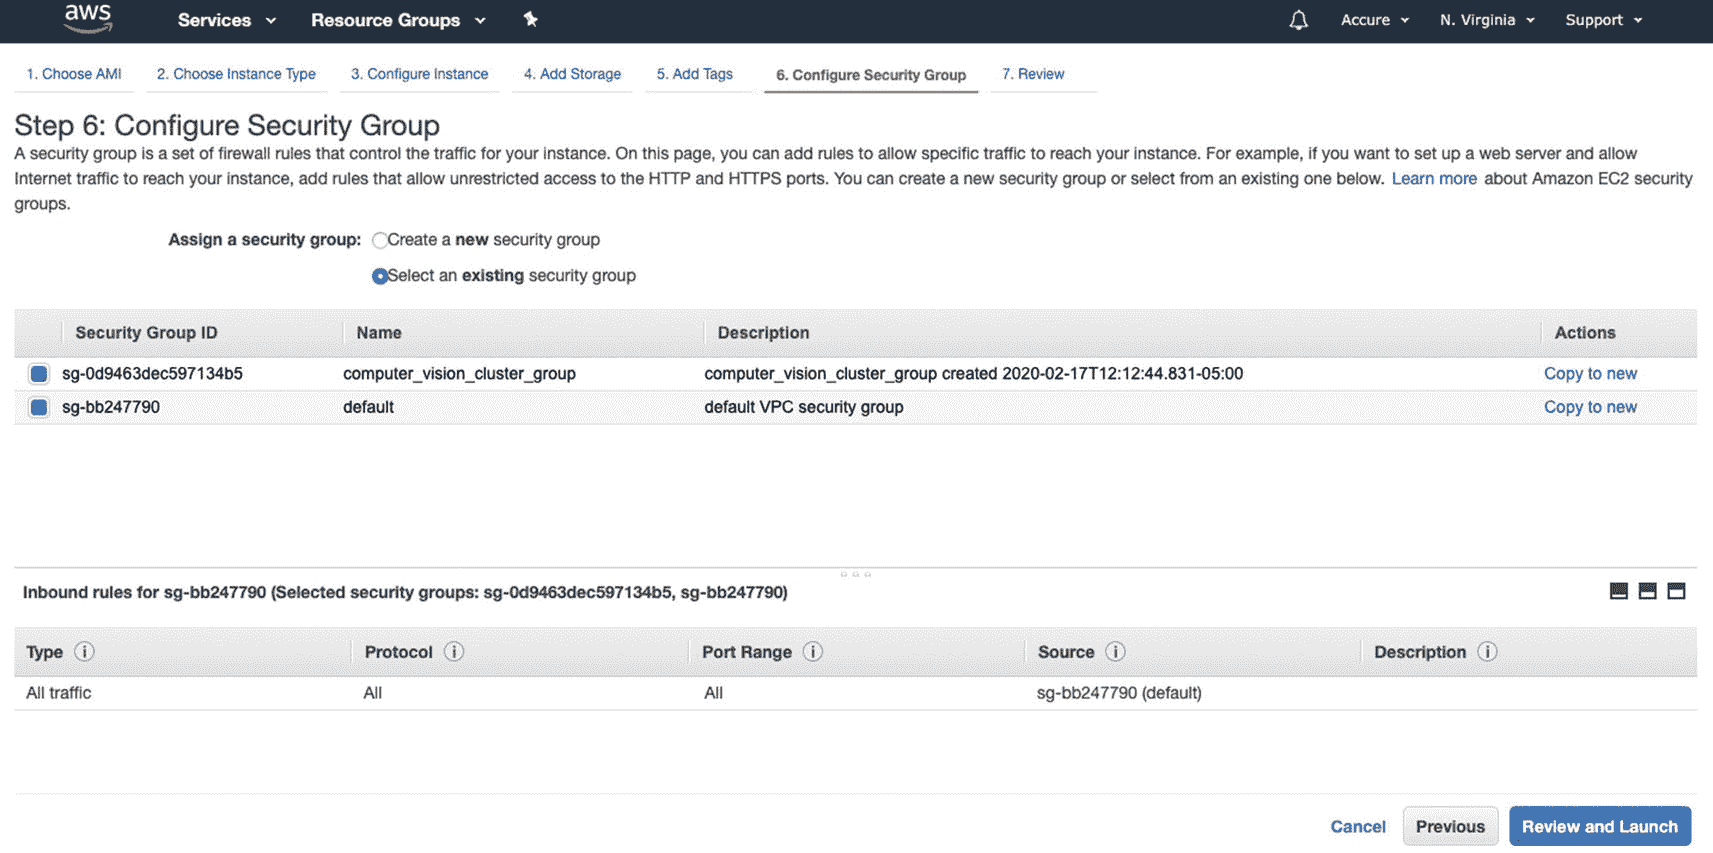 aws Services Resource Groups Accure N. Virginia Support
1. Choose AMI 2. Choose Instance Type 3. Configure Instance 4. Add Storage 5. Add Tags 6. Configure Security Group 7. Review
Step 6: Configure Security Group
A security group is a set of firewall rules that control the traffic for your instance. On this page, you can add rules to allow specific traffic to reach your instance. For example, if you want to set up a web server and allow
Internet traffic to reach your instance, add rules that allow unrestricted access to the HTTP and HTTPS ports. You can create a new security group or select from an existing one below. Learn more about Amazon EC2 security
groups.
Assign a security group: Create a new security group
Select an existing security group
Security Group ID Name Description Actions
sg-0d9463dec597134b5 computer_vision_cluster_group computer_vision_cluster_group created 2020-02-17T12:12:44.831-05:00 Copy to new
sg-bb247790 default default VPC security group Copy to new
Inbound rules for sg-bb247790 (Selected security groups: sg-0d9463dec597134b5, sg-bb247790)
Type i Protocol i Port Range i Source i Description i
All traffic All All sg-bb247790 (default)
Cancel Previous Review and Launch